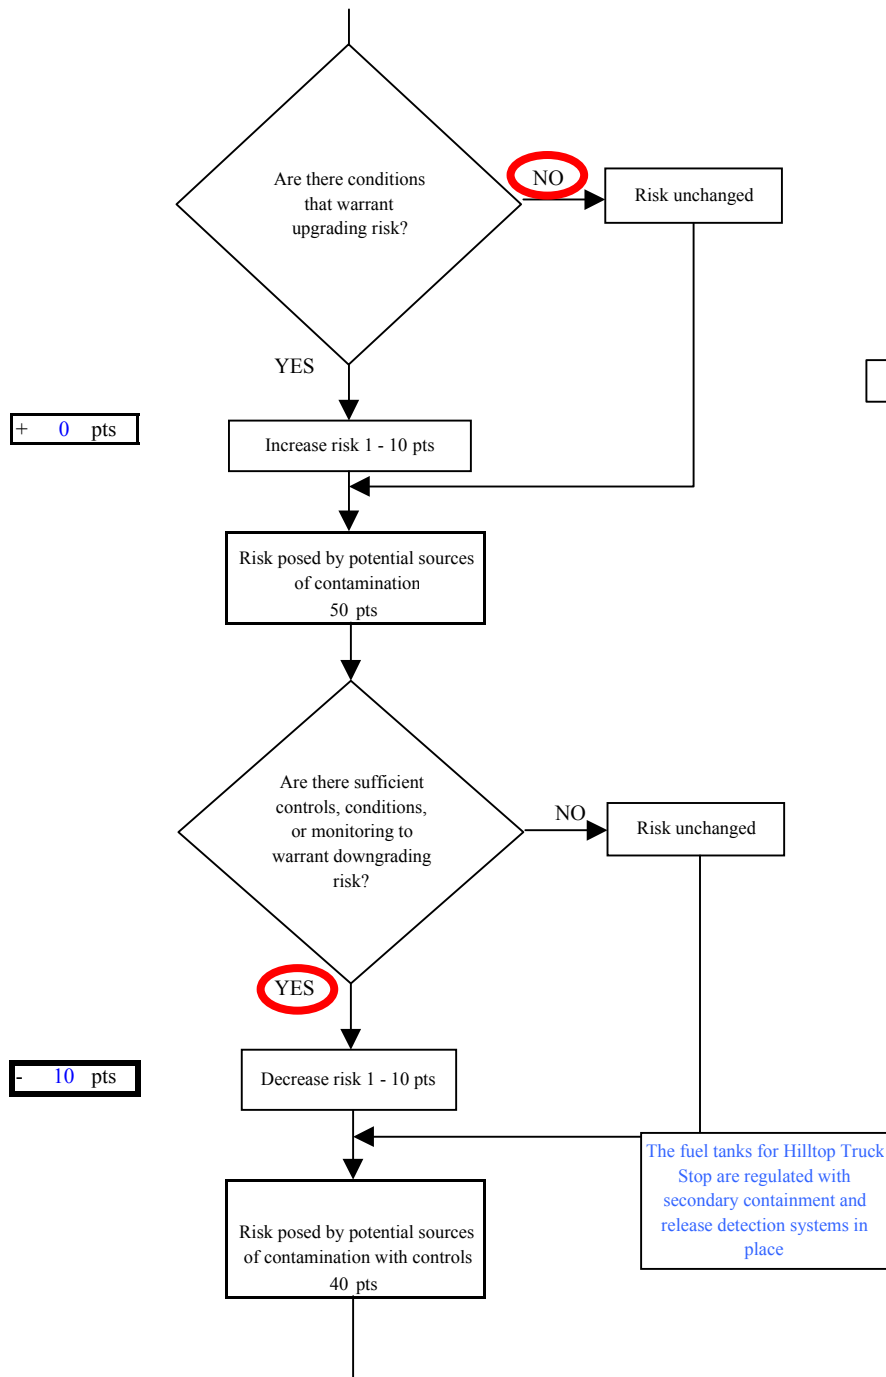 Are there conditions
that warrant
upgrading risk?
NO
Risk unchanged
YES
+ 0 pts
Increase risk 1 - 10 pts
Risk posed by potential sources
of contamination
50 pts
Are there sufficient
controls, conditions,
or monitoring to
warrant downgrading
risk?
NO
Risk unchanged
YES
- 10 pts
Decrease risk 1 - 10 pts
The fuel tanks for Hilltop Truck
Stop are regulated with
secondary containment and
release detection systems in
place
Risk posed by potential sources
of contamination with controls
40 pts